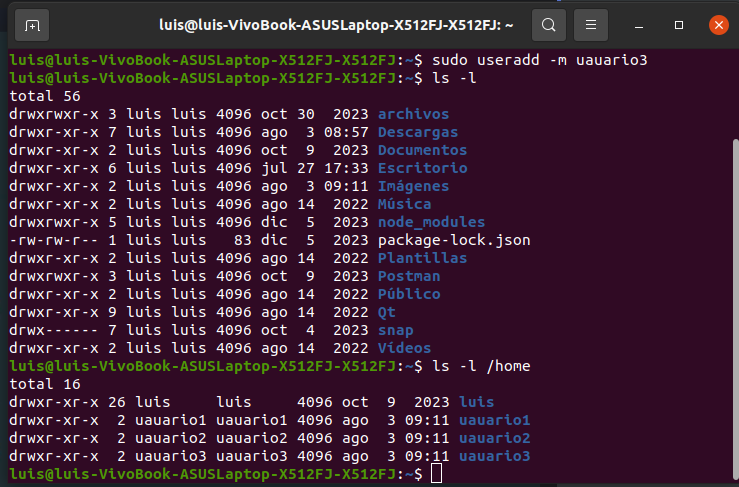 luis@luis-VivoBook-ASUSLaptop-X512FJ-X512FJ: ~
luis@luis-VivoBook-ASUSLaptop-X512FJ-X512FJ:~$ sudo useradd -m uauario3
luis@luis-VivoBook-ASUSLaptop-X512FJ-X512FJ:~$ ls -l
total 56
drwxrwxr-x 3 luis luis 4096 oct 30  2023 archivos
drwxr-xr-x 7 luis luis 4096 ago  3 08:57 Descargas
drwxr-xr-x 2 luis luis 4096 oct  9  2023 Documentos
drwxr-xr-x 6 luis luis 4096 jul 27 17:33 Escritorio
drwxr-xr-x 2 luis luis 4096 ago  3 09:11 Imágenes
drwxr-xr-x 2 luis luis 4096 ago 14  2022 Música
drwxrwxr-x 5 luis luis 4096 dic  5  2023 node_modules
-rw-rw-r-- 1 luis luis   83 dic  5  2023 package-lock.json
drwxr-xr-x 2 luis luis 4096 ago 14  2022 Plantillas
drwxrwxr-x 3 luis luis 4096 oct  9  2023 Postman
drwxr-xr-x 2 luis luis 4096 ago 14  2022 Público
drwxr-xr-x 9 luis luis 4096 ago 14  2022 Qt
drwx------ 7 luis luis 4096 oct  4  2023 snap
drwxr-xr-x 2 luis luis 4096 ago 14  2022 Vídeos
luis@luis-VivoBook-ASUSLaptop-X512FJ-X512FJ:~$ ls -l /home
total 16
drwxr-xr-x 26 luis     luis     4096 oct  9  2023 luis
drwxr-xr-x  2 uauario1 uauario1 4096 ago  3 09:11 uauario1
drwxr-xr-x  2 uauario2 uauario2 4096 ago  3 09:11 uauario2
drwxr-xr-x  2 uauario3 uauario3 4096 ago  3 09:11 uauario3
luis@luis-VivoBook-ASUSLaptop-X512FJ-X512FJ:~$